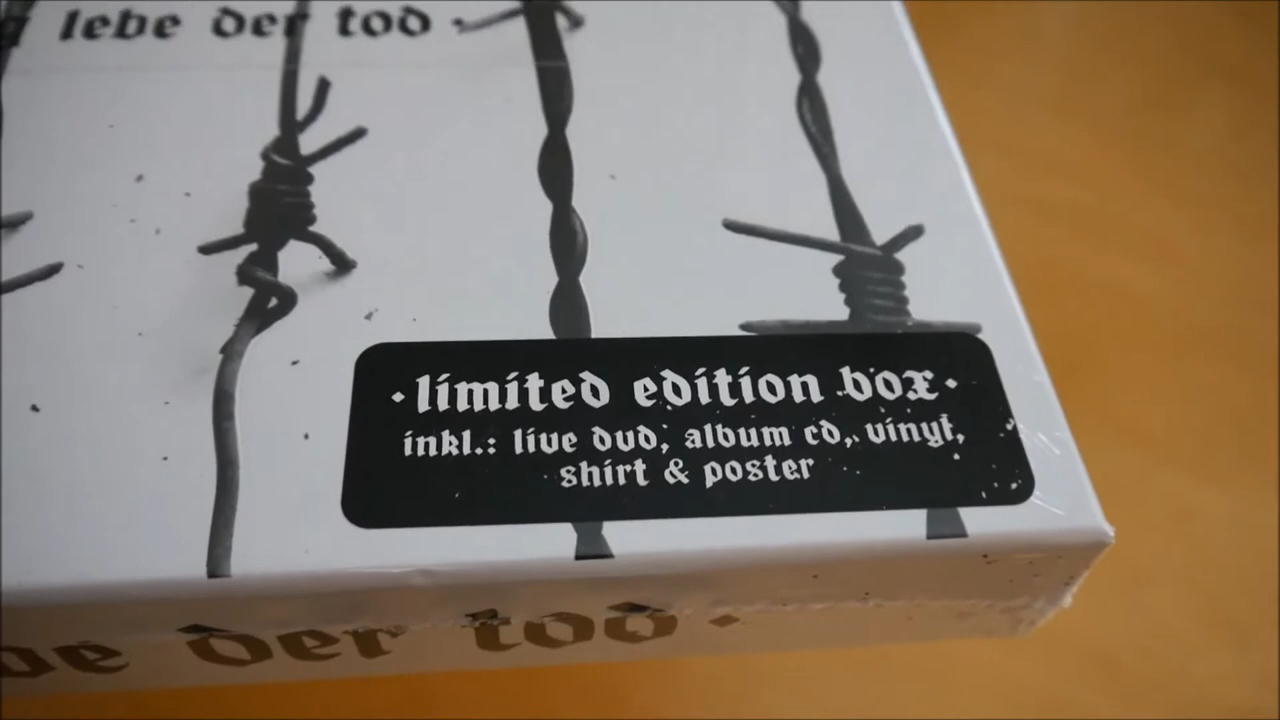 lebe der tod ·
· limited edition box ·
inkl.: live dvd, album cd, vinyl,
shirt & poster
der tod ·